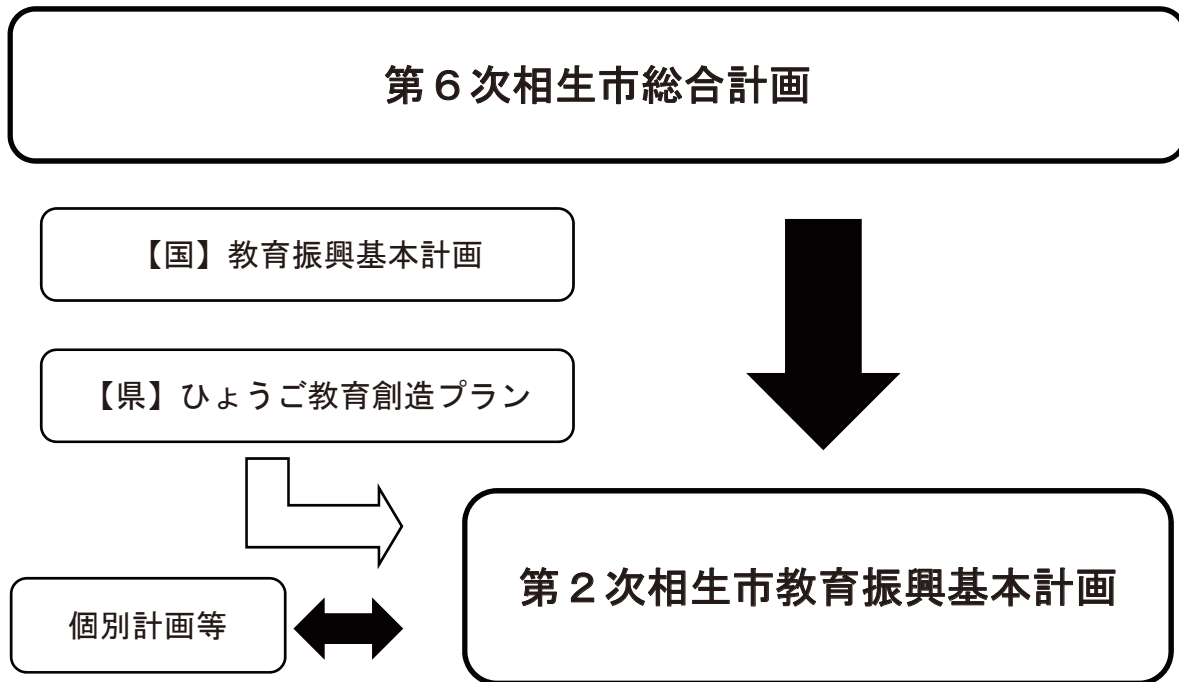 第６次相生市総合計画
【国】教育振興基本計画
【県】ひょうご教育創造プラン
第２次相生市教育振興基本計画
個別計画等